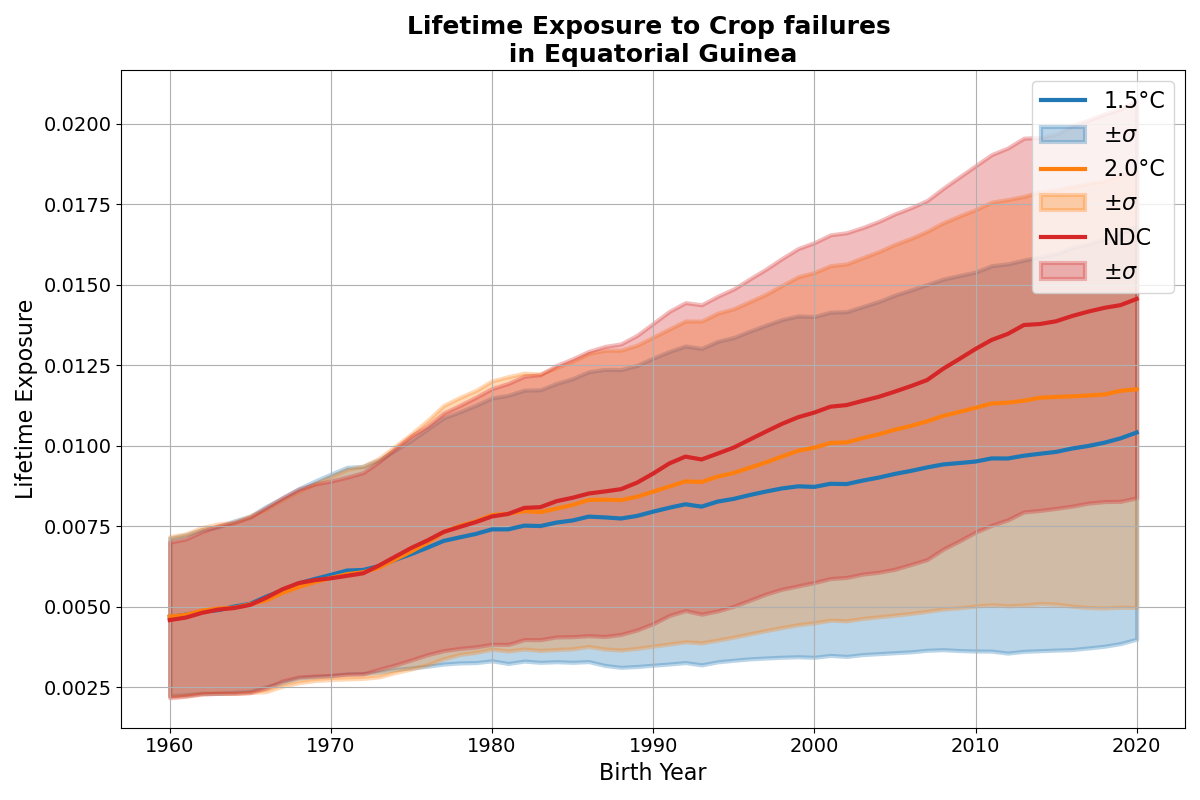 Lifetime Exposure to Crop failures
in Equatorial Guinea
Lifetime Exposure
0.0200
0.0175
0.0150
0.0125
0.0100
0.0075
0.0050
0.0025
1.5°C
±σ
2.0°C
±σ
NDC
±σ
1960 1970 1980 1990 2000 2010 2020
Birth Year